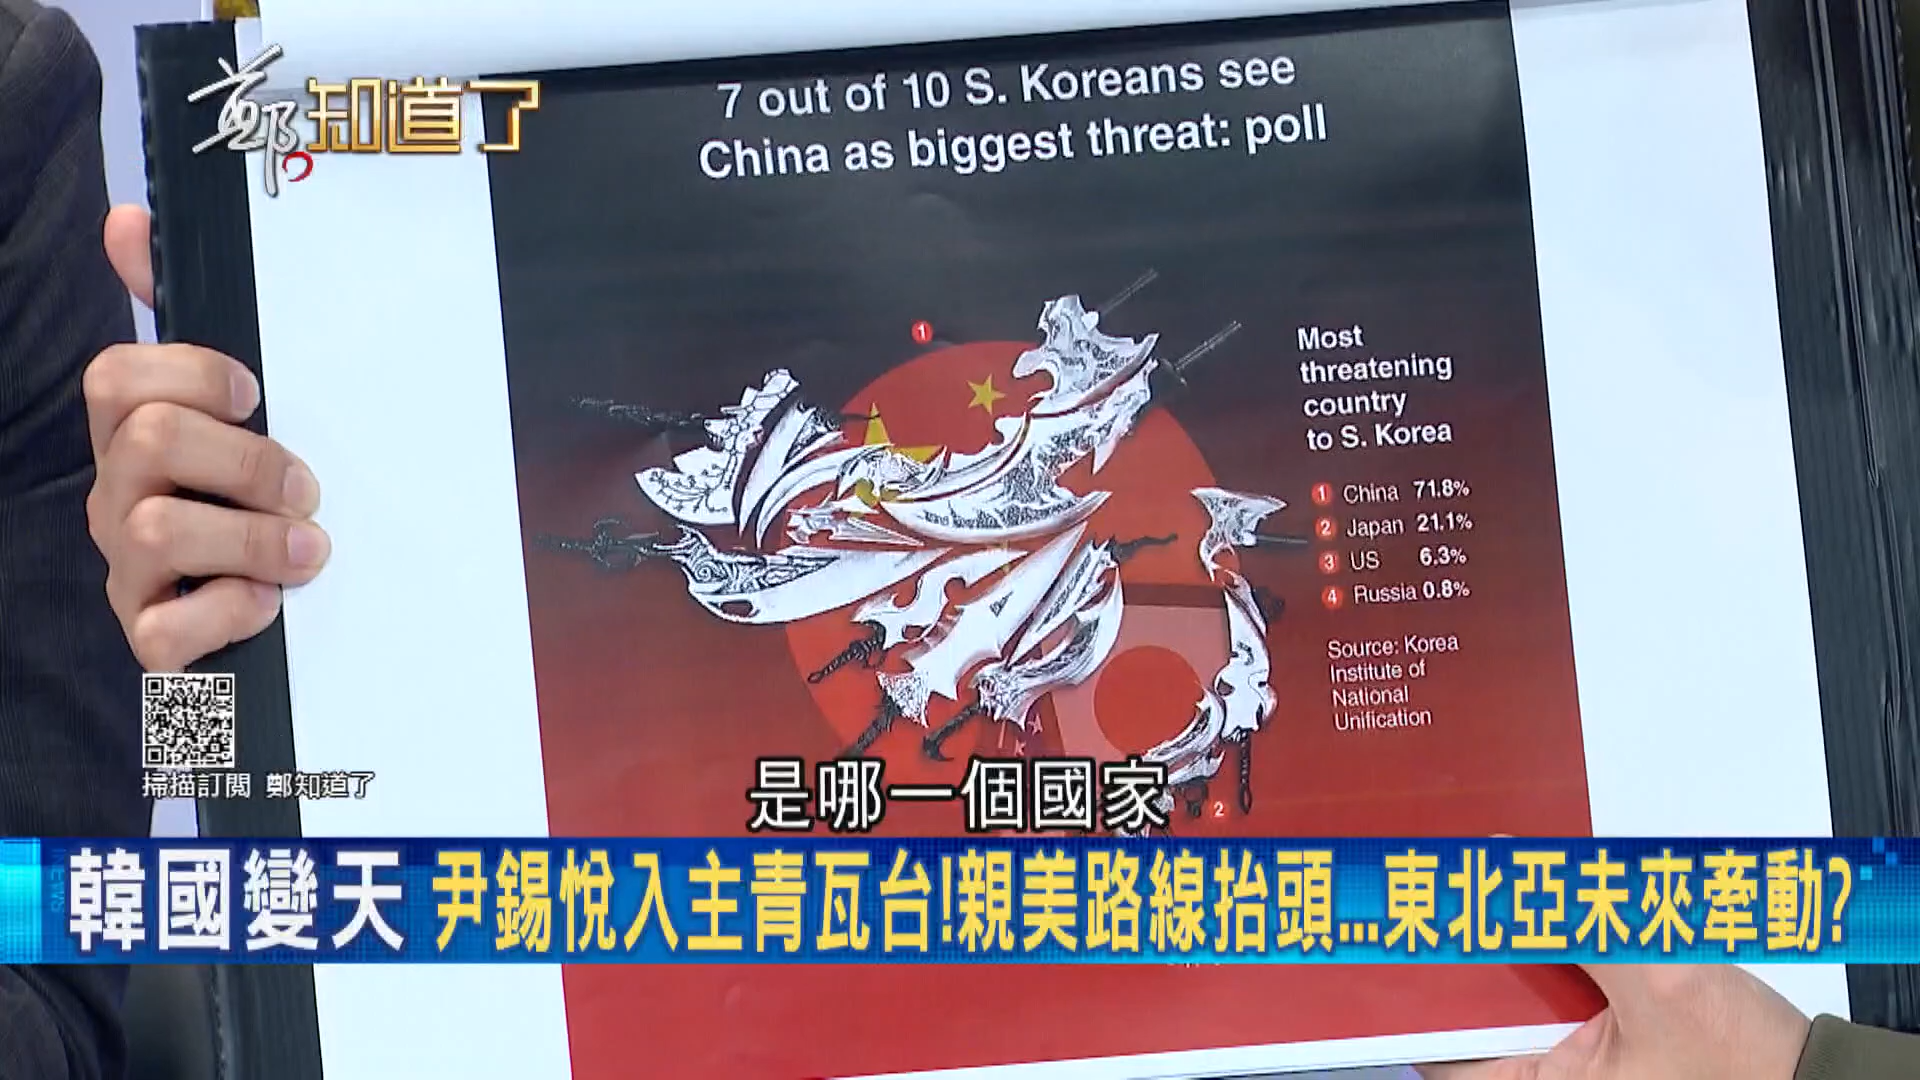 鄭知道了
7 out of 10 S. Koreans see
China as biggest threat: poll
1
Most
threatening
country
to S. Korea
1 China 71.8%
2 Japan 21.1%
3 US 6.3%
4 Russia 0.8%
Source: Korea
Institute of
National
Unification
2
掃描訂閱 鄭知道了
是哪一個國家
韓國變天 尹錫悅入主青瓦台!親美路線抬頭...東北亞未來牽動?
NEWS